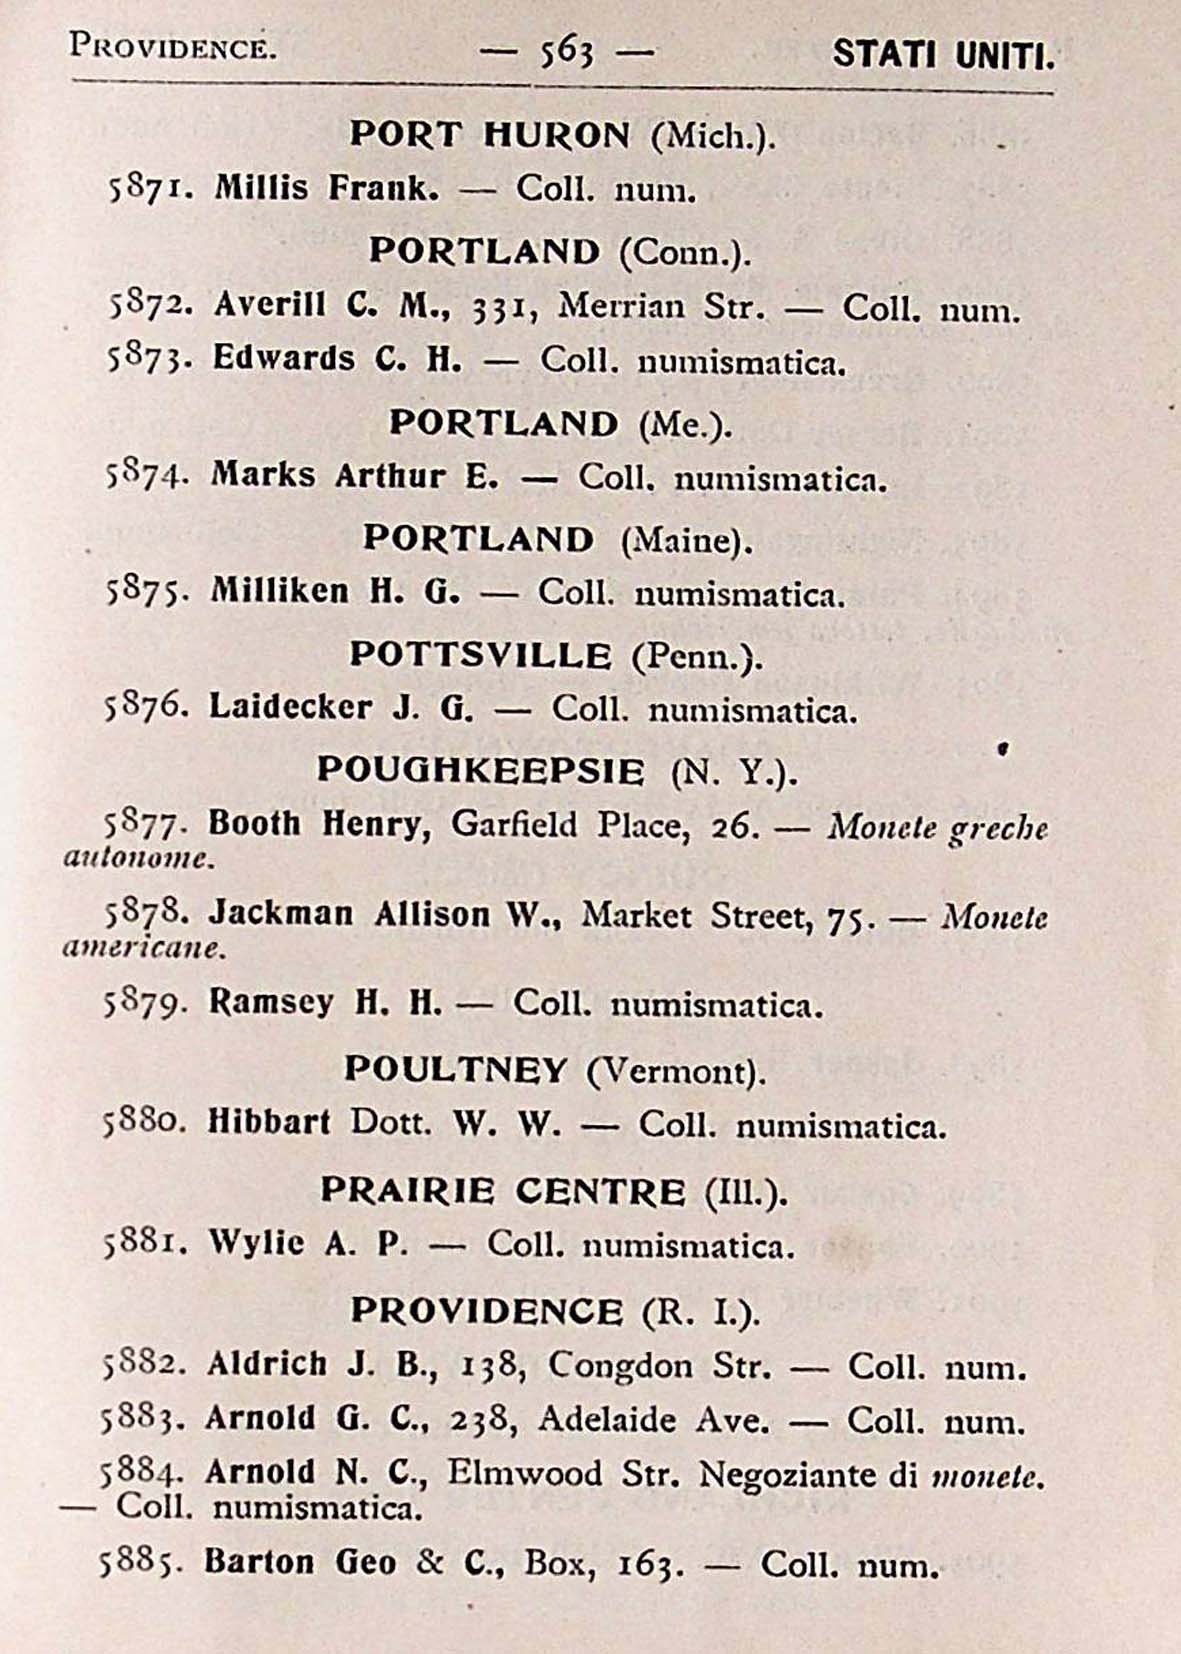 PROVIDENCE. — 563 — STATI UNITI.
PORT HURON (Mich.).
5871. Millis Frank. — Coll. num.
PORTLAND (Conn.).
5872. Averill C. M., 331, Merrian Str. — Coll. num.
5873. Edwards C. H. — Coll. numismatica.
PORTLAND (Me.).
5874. Marks Arthur E. — Coll. numismatica.
PORTLAND (Maine).
5875. Milliken H. G. — Coll. numismatica.
POTTSVILLE (Penn.).
5876. Laidecker J. G. — Coll. numismatica.
POUGHKEEPSIE (N. Y.).
5877. Booth Henry, Garfield Place, 26. — Monete greche
autonome.
5878. Jackman Allison W., Market Street, 75. — Monete
americane.
5879. Ramsey H. H. — Coll. numismatica.
POULTNEY (Vermont).
5880. Hibbart Dott. W. W. — Coll. numismatica.
PRAIRIE CENTRE (Ill.).
5881. Wylie A. P. — Coll. numismatica.
PROVIDENCE (R. I.).
5882. Aldrich J. B., 138, Congdon Str. — Coll. num.
5883. Arnold G. C., 238, Adelaide Ave. — Coll. num.
5884. Arnold N. C., Elmwood Str. Negoziante di monete.
— Coll. numismatica.
5885. Barton Geo & C., Box, 163. — Coll. num.